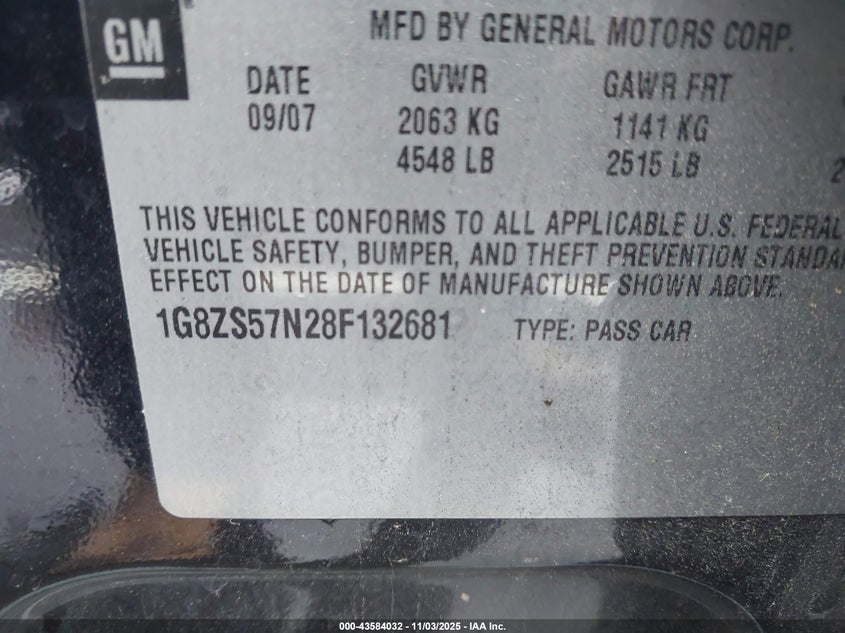 GM
MFD BY GENERAL MOTORS CORP.
DATE GVWR GAWR FRT
09/07 2063 KG 1141 KG
4548 LB 2515 LB 2
THIS VEHICLE CONFORMS TO ALL APPLICABLE U.S. FEDERAL
VEHICLE SAFETY, BUMPER, AND THEFT PREVENTION STANDAR
EFFECT ON THE DATE OF MANUFACTURE SHOWN ABOVE.
1G8ZS57N28F132681 TYPE: PASS CAR
000-43584032 - 11/03/2025 - IAA Inc.